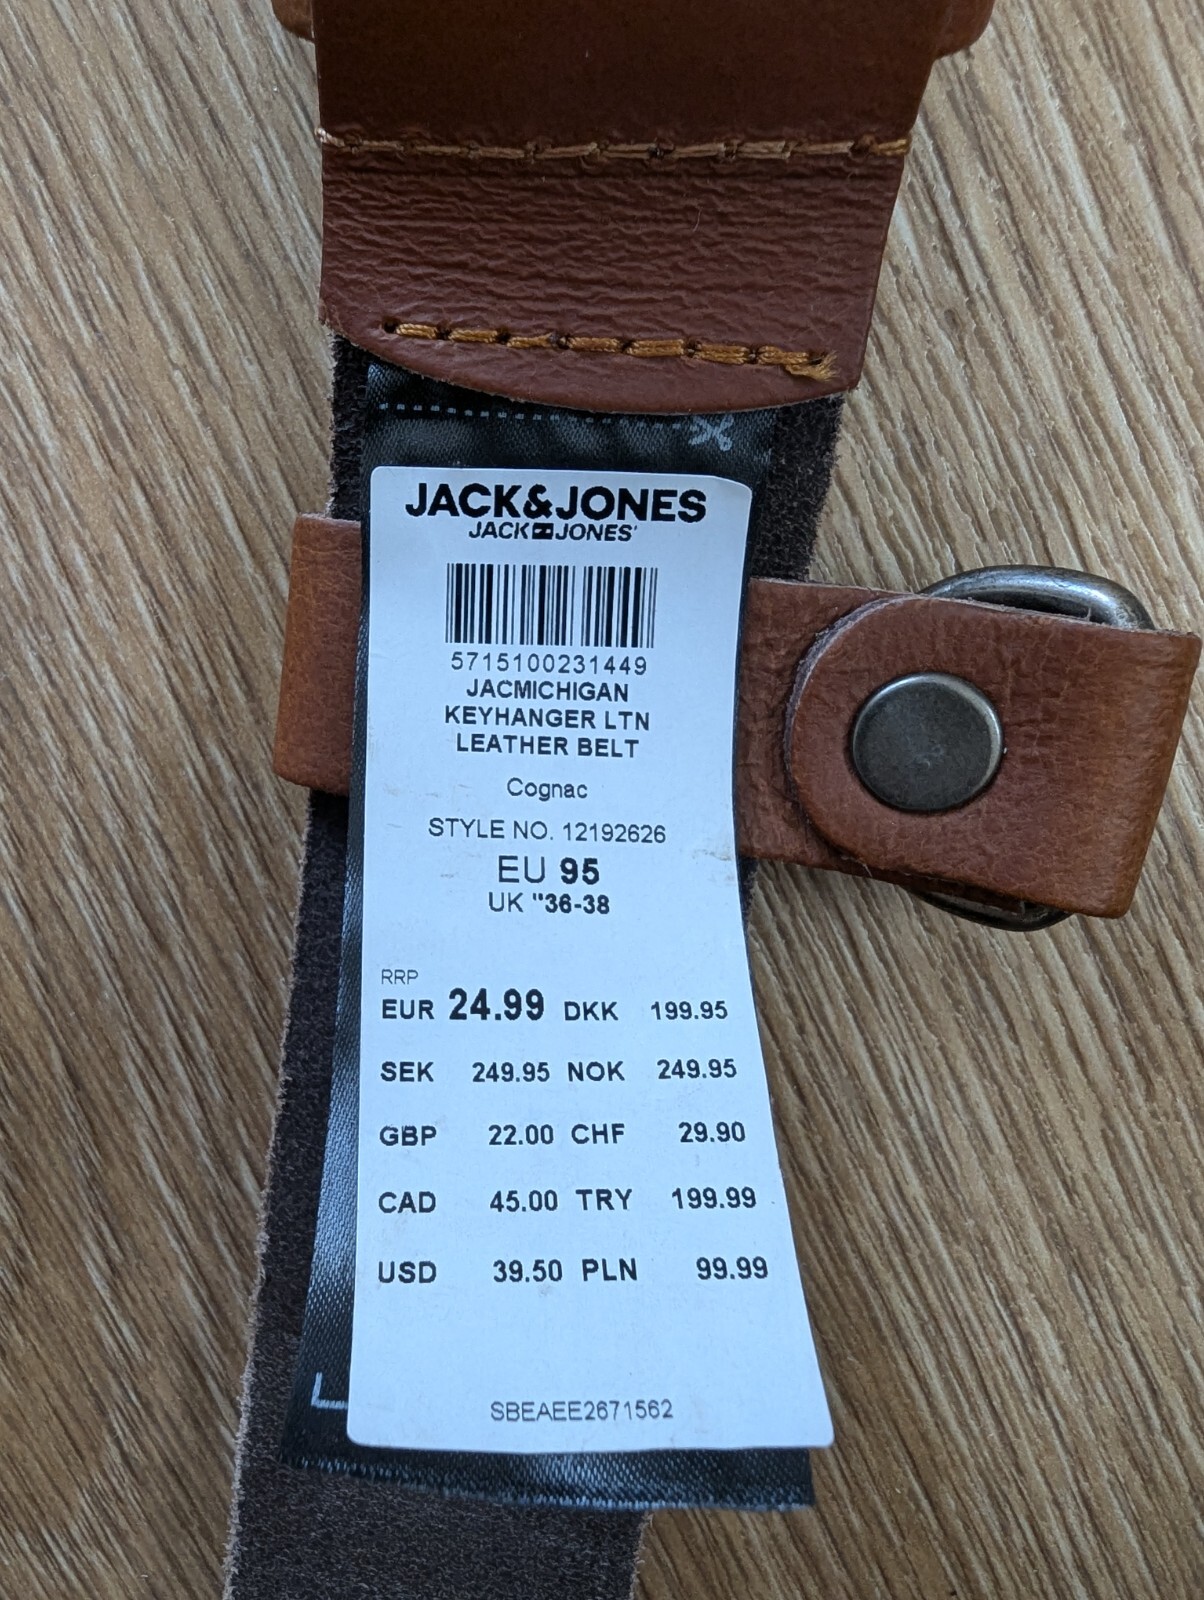 JACK&JONES
JACK JONES'
5715100231449
JACMICHIGAN
KEYHANGER LTN
LEATHER BELT
Cognac
STYLE NO. 12192626
EU 95
UK "36-38
RRP
EUR 24.99 DKK 199.95
SEK 249.95 NOK 249.95
GBP 22.00 CHF 29.90
CAD 45.00 TRY 199.99
USD 39.50 PLN 99.99
SBEAEE2671562